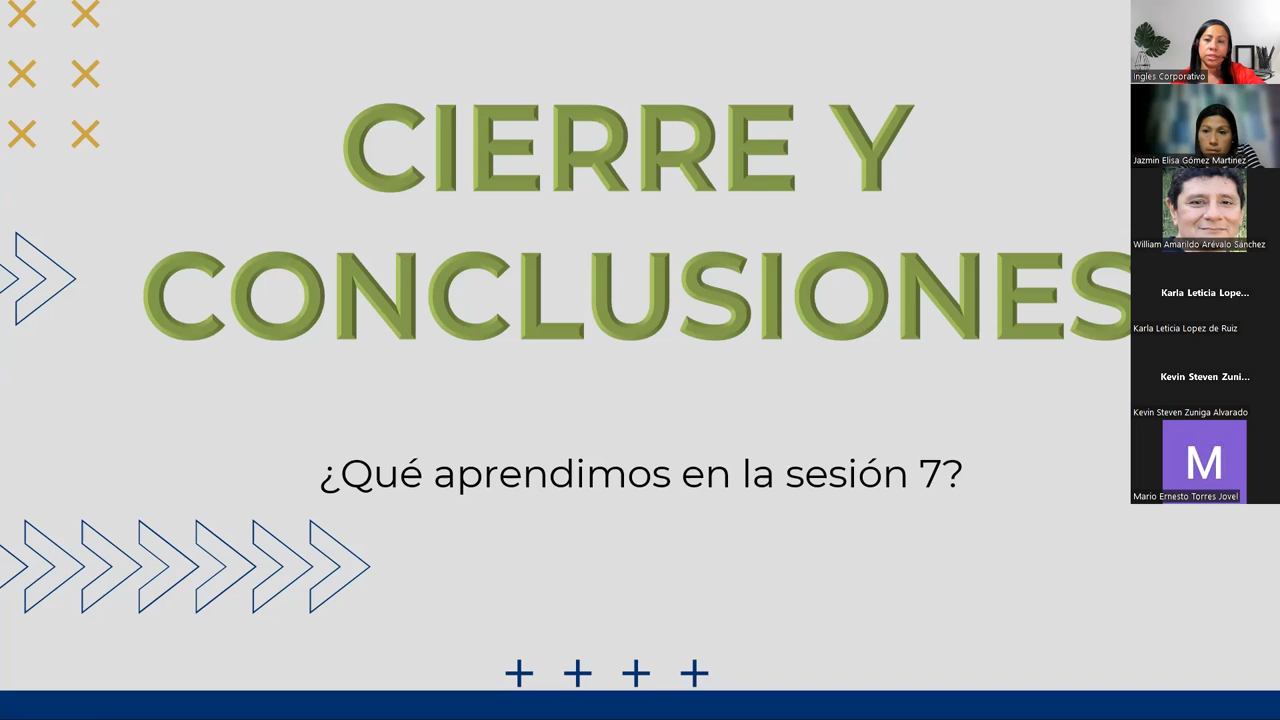 CIERRE Y
CONCLUSIONES
¿Qué aprendimos en la sesión 7?
Ingles Corporativo
Jazmin Elisa Gómez Martinez
William Amarildo Arévalo Sánchez
Karla Leticia Lope...
Karla Leticia Lopez de Ruiz
Kevin Steven Zuni...
Kevin Steven Zuniga Alvarado
M
Mario Ernesto Torres Jovel